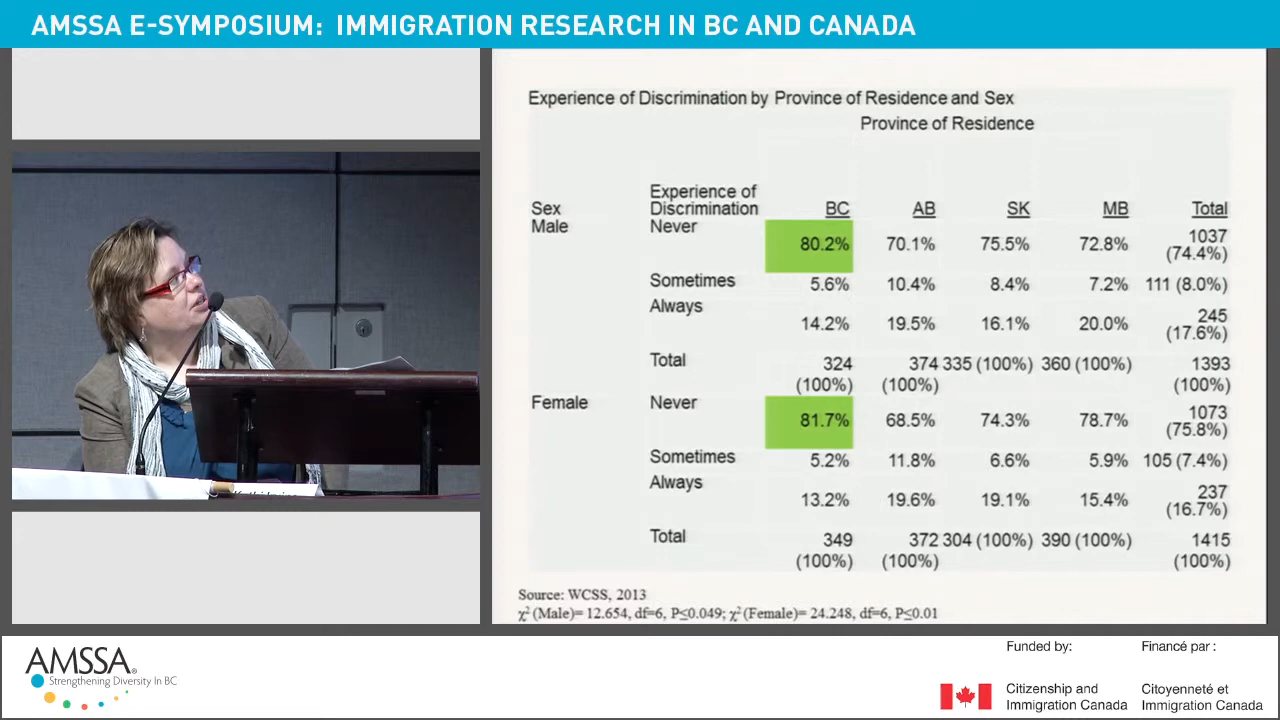 AMSSA E-SYMPOSIUM: IMMIGRATION RESEARCH IN BC AND CANADA
Experience of Discrimination by Province of Residence and Sex
Province of Residence
Experience of
Sex Discrimination BC AB SK MB Total
Male Never 80.2% 70.1% 75.5% 72.8% 1037
(74.4%)
Sometimes 5.6% 10.4% 8.4% 7.2% 111 (8.0%)
Always 14.2% 19.5% 16.1% 20.0% 245
(17.6%)
Total 324 374 335 (100%) 360 (100%) 1393
(100%) (100%) (100%)
Female Never 81.7% 68.5% 74.3% 78.7% 1073
(75.8%)
Sometimes 5.2% 11.8% 6.6% 5.9% 105 (7.4%)
Always 13.2% 19.6% 19.1% 15.4% 237
(16.7%)
Total 349 372 304 (100%) 390 (100%) 1415
(100%) (100%) (100%)
Source: WCSS, 2013
χ² (Male)= 12.654, df=6, P≤0.049; χ² (Female)= 24.248, df=6, P≤0.01
AMSSA®
Strengthening Diversity In BC
Funded by:
Citizenship and
Immigration Canada
Financé par :
Citoyenneté et
Immigration Canada